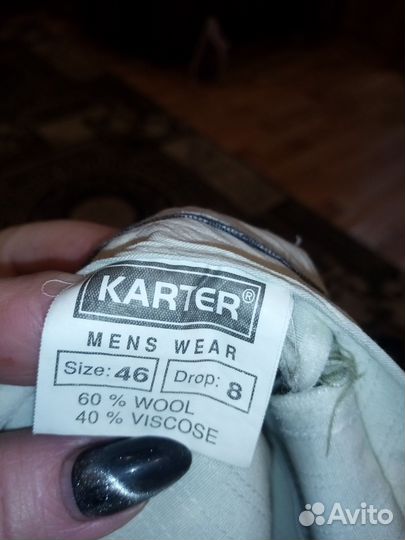 KARTER®
MENS WEAR
Size: 46 Drop: 8
60 % WOOL
40 % VISCOSE
Avito